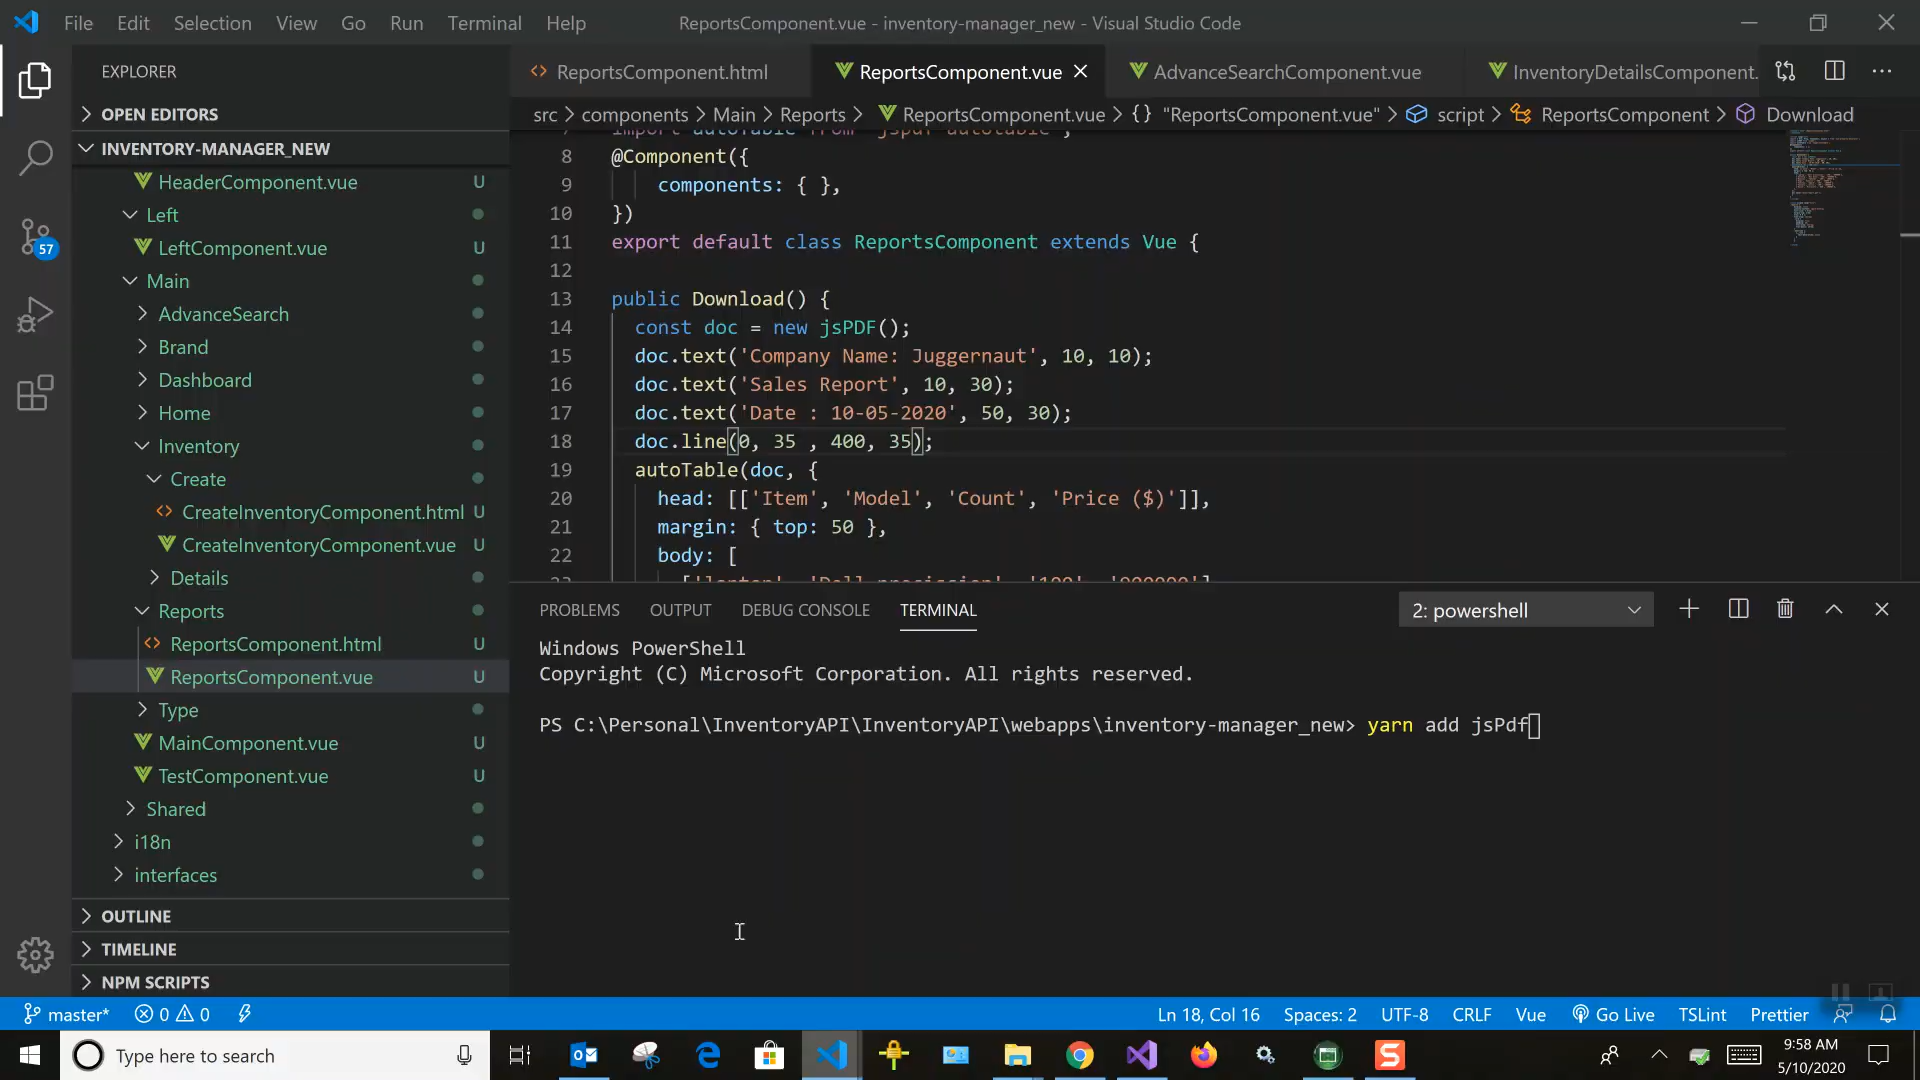 File Edit Selection View Go Run Terminal Help ReportsComponent.vue - inventory-manager_new - Visual Studio Code
EXPLORER
ReportsComponent.html ReportsComponent.vue AdvanceSearchComponent.vue InventoryDetailsComponent.
OPEN EDITORS
src > components > Main > Reports > ReportsComponent.vue > {} "ReportsComponent.vue" > script > ReportsComponent > Download
INVENTORY-MANAGER_NEW
HeaderComponent.vue U
Left
LeftComponent.vue U
Main
AdvanceSearch
Brand
Dashboard
Home
Inventory
Create
CreateInventoryComponent.html U
CreateInventoryComponent.vue U
Details
Reports
ReportsComponent.html U
ReportsComponent.vue U
Type
MainComponent.vue U
TestComponent.vue U
Shared
i18n
interfaces
OUTLINE
TIMELINE
NPM SCRIPTS
57
8 @Component({
9 components: { },
10 })
11 export default class ReportsComponent extends Vue {
12
13 public Download() {
14 const doc = new jsPDF();
15 doc.text('Company Name: Juggernaut', 10, 10);
16 doc.text('Sales Report', 10, 30);
17 doc.text('Date : 10-05-2020', 50, 30);
18 doc.line(0, 35 , 400, 35);
19 autoTable(doc, {
20 head: [['Item', 'Model', 'Count', 'Price ($)']],
21 margin: { top: 50 },
22 body: [
PROBLEMS OUTPUT DEBUG CONSOLE TERMINAL 2: powershell
Windows PowerShell
Copyright (C) Microsoft Corporation. All rights reserved.
PS C:\Personal\InventoryAPI\InventoryAPI\webapps\inventory-manager_new> yarn add jsPdf
master* 0 0 Ln 18, Col 16 Spaces: 2 UTF-8 CRLF Vue Go Live TSLint Prettier
Type here to search
9:58 AM
5/10/2020